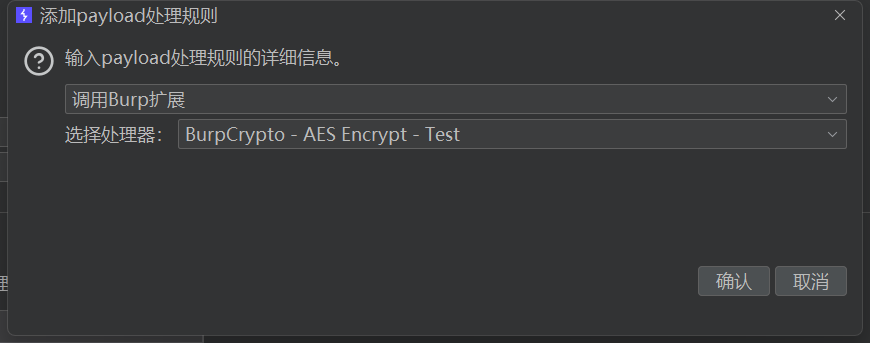 添加payload处理规则
输入payload处理规则的详细信息。
调用Burp扩展
选择处理器: BurpCrypto - AES Encrypt - Test
理
确认 取消